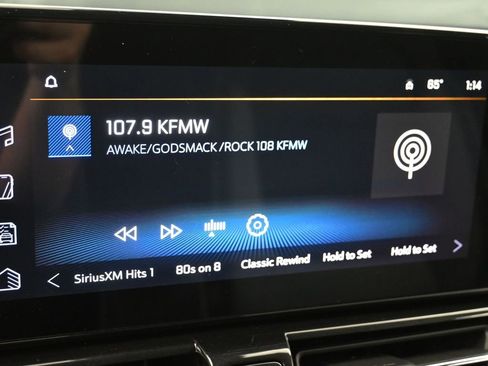 65° 1:14
107.9 KFMW
AWAKE/GODSMACK /ROCK 108 KFMW
SiriusXM Hits 1 80s on 8 Classic Rewind Hold to Set Hold to Set